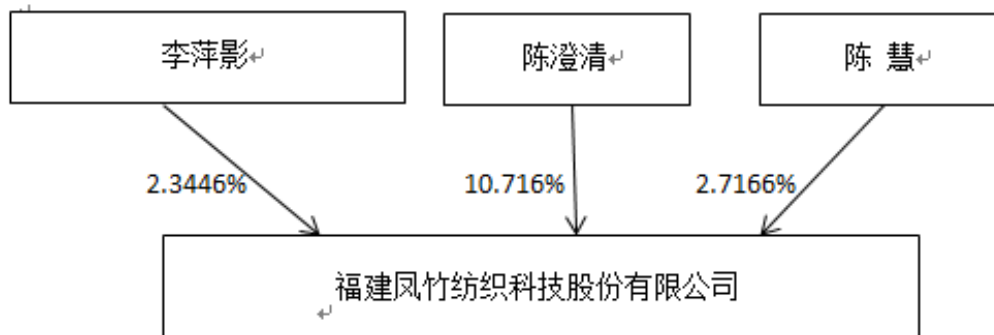 李萍影
陈澄清
陈 慧
2.3446%
10.716%
2.7166%
福建凤竹纺织科技股份有限公司